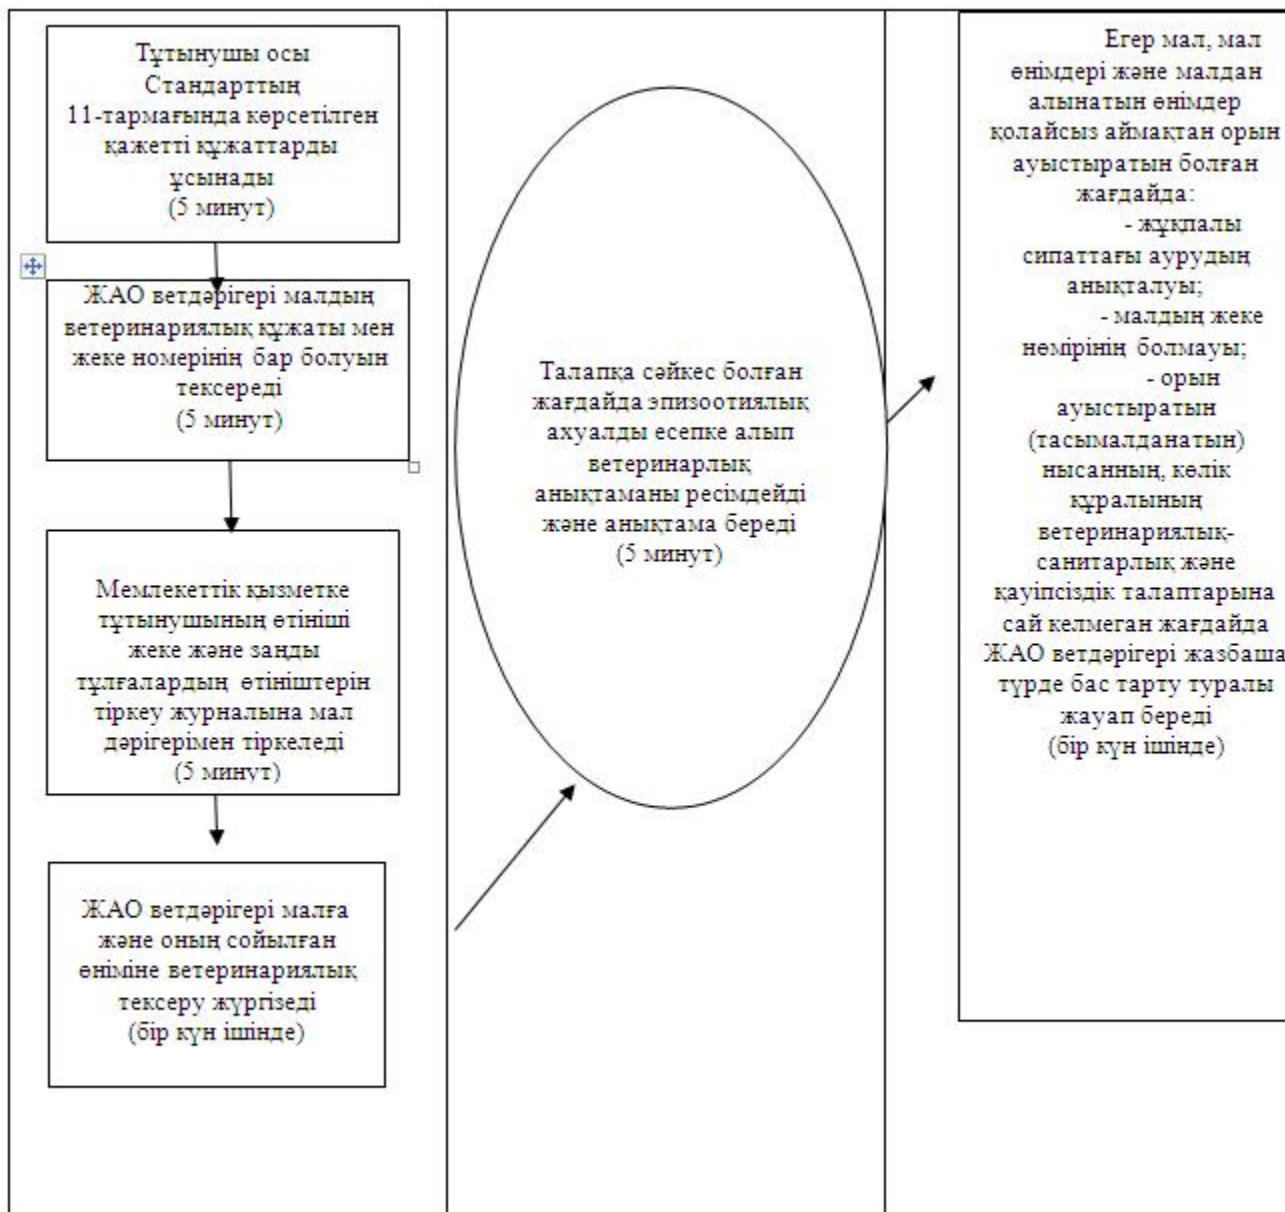 Тұтынушы осы
Стандарттың
11-тармағында көрсетілген
қажетті құжаттарды
ұсынады
(5 минут)
ЖАО ветдәрігері малдың
ветеринариялық құжаты мен
жеке номерінің бар болуын
тексереді
(5 минут)
Мемлекеттік қызметке
тұтынушының өтініші
жеке және заңды
тұлғалардың өтініштерін
тіркеу журналына мал
дәрігерімен тіркеледі
(5 минут)
ЖАО ветдәрігері малға
және оның сойылған
өніміне ветеринариялық
тексеру жүргізеді
(бір күн ішінде)
Талапқа сәйкес болған
жағдайда эпизоотиялық
ахуалды есепке алып
ветеринарлық
анықтаманы ресімдейді
және анықтама береді
(5 минут)
Егер мал, мал
өнімдері және малдан
алынатын өнімдер
қолайсыз аймақтан орын
ауыстыратын болған
жағдайда:
- жұқпалы
сипаттағы аурудың
анықталуы;
- малдың жеке
нөмірінің болмауы;
- орын
ауыстыратын
(тасымалданатын)
нысанның, көлік
құралының
ветеринариялық-
санитарлық және
қауіпсіздік талаптарына
сай келмеган жағдайда
ЖАО ветдәрігері жазбаша
түрде бас тарту туралы
жауап береді
(бір күн ішінде)